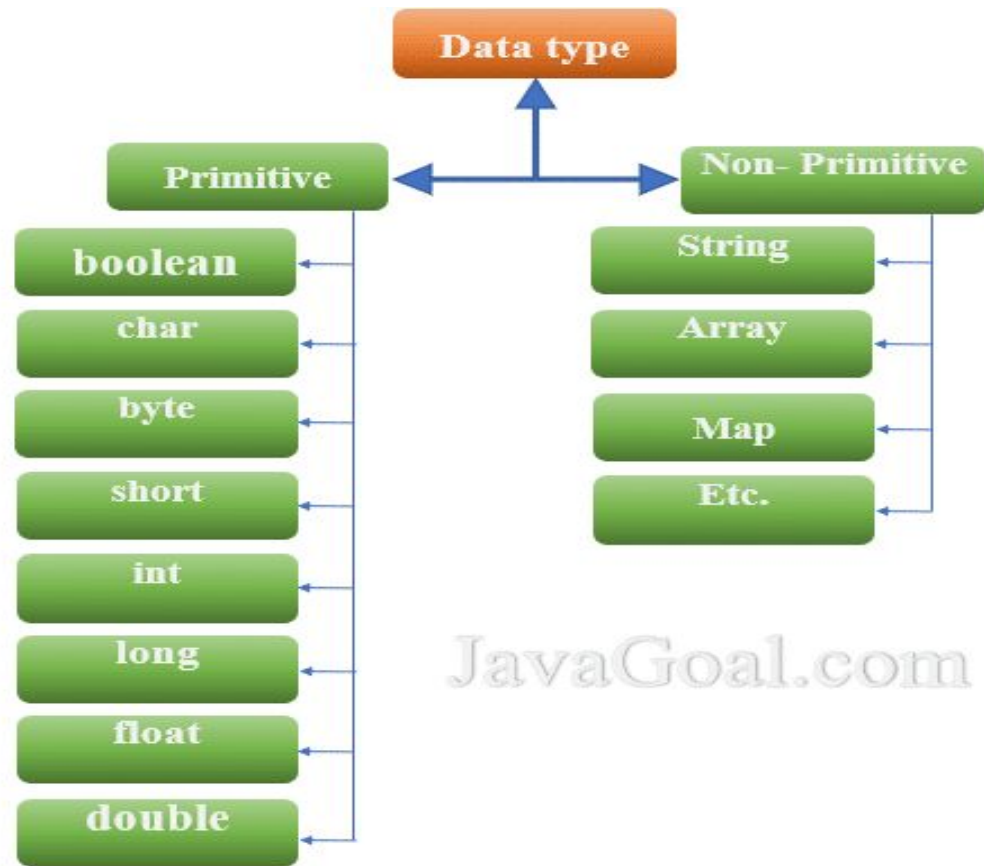 Data type
Primitive
Non- Primitive
boolean
char
byte
short
int
long
float
double
String
Array
Map
Etc.
JavaGoal.com